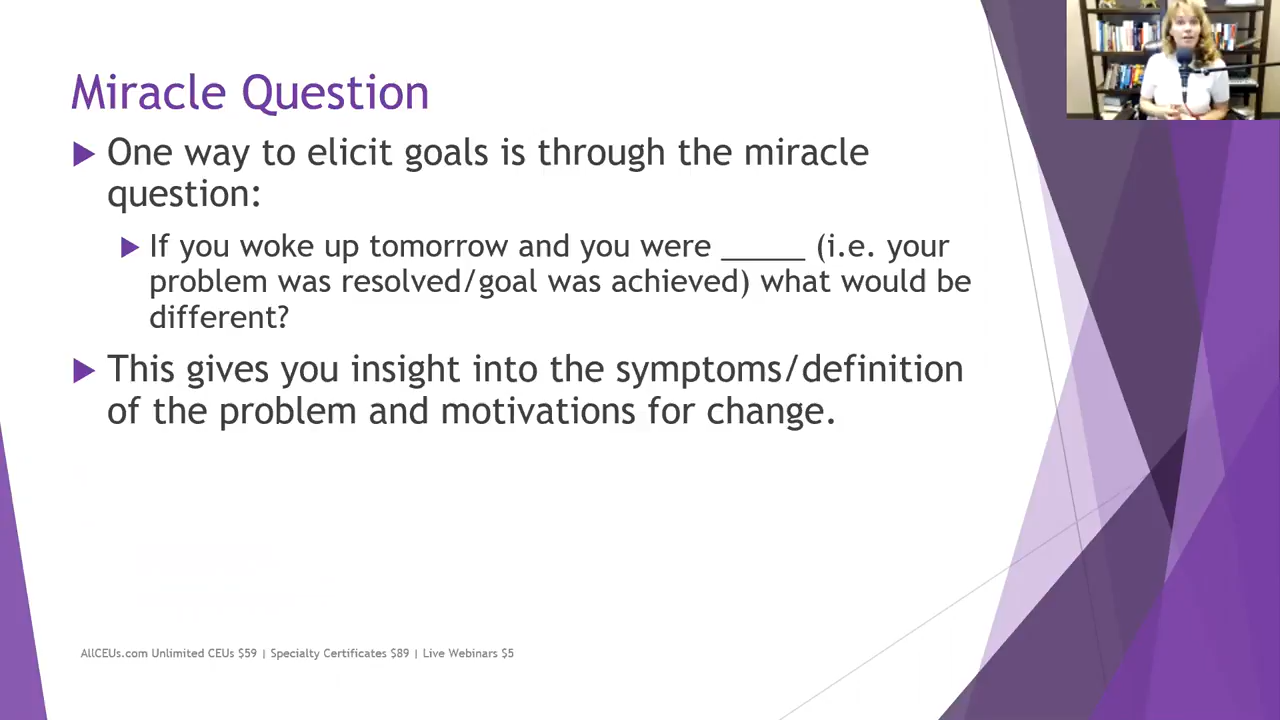 Miracle Question
One way to elicit goals is through the miracle
question:
If you woke up tomorrow and you were _____ (i.e. your
problem was resolved/goal was achieved) what would be
different?
This gives you insight into the symptoms/definition
of the problem and motivations for change.
AllCEUs.com Unlimited CEUs $59 | Specialty Certificates $89 | Live Webinars $5